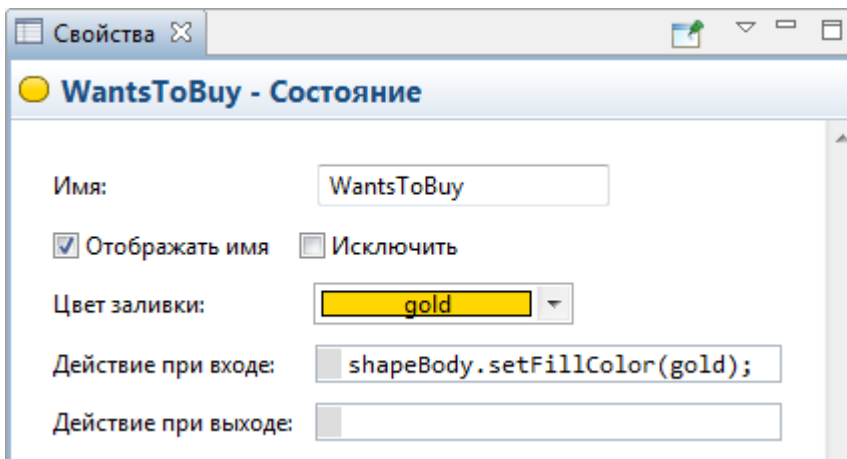 Свойства
WantsToBuy - Состояние
Имя: WantsToBuy
Отображать имя Исключить
Цвет заливки: gold
Действие при входе: shapeBody.setFillColor(gold);
Действие при выходе: